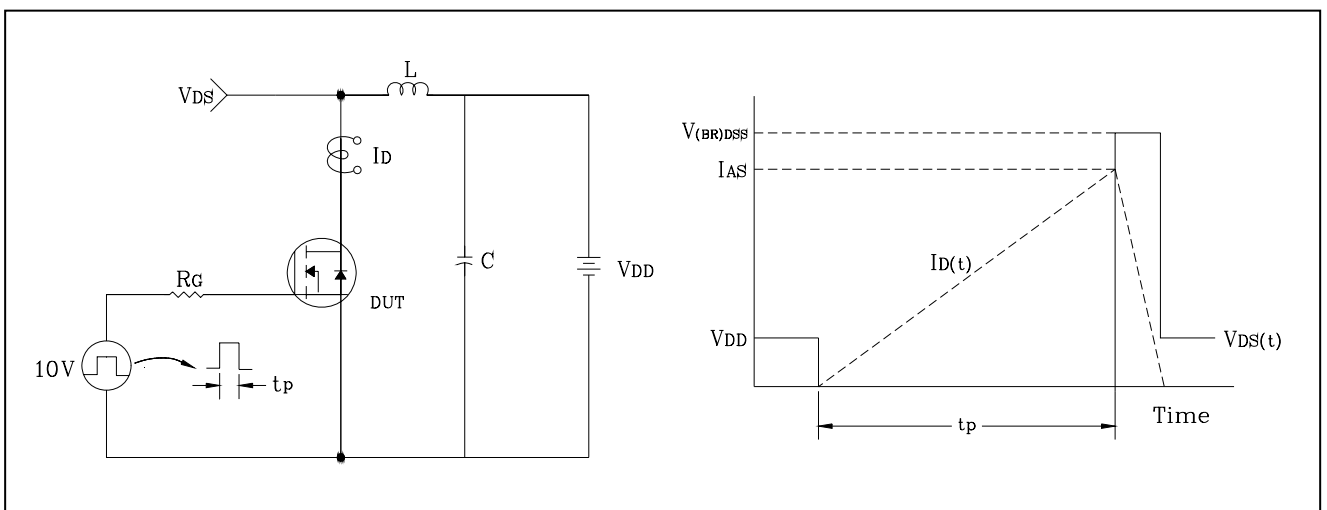 L
VDS
ID
C
VDD
RG
DUT
10V
tp
V(BR)DSS
IAS
ID(t)
VDD
VDS(t)
Time
tp